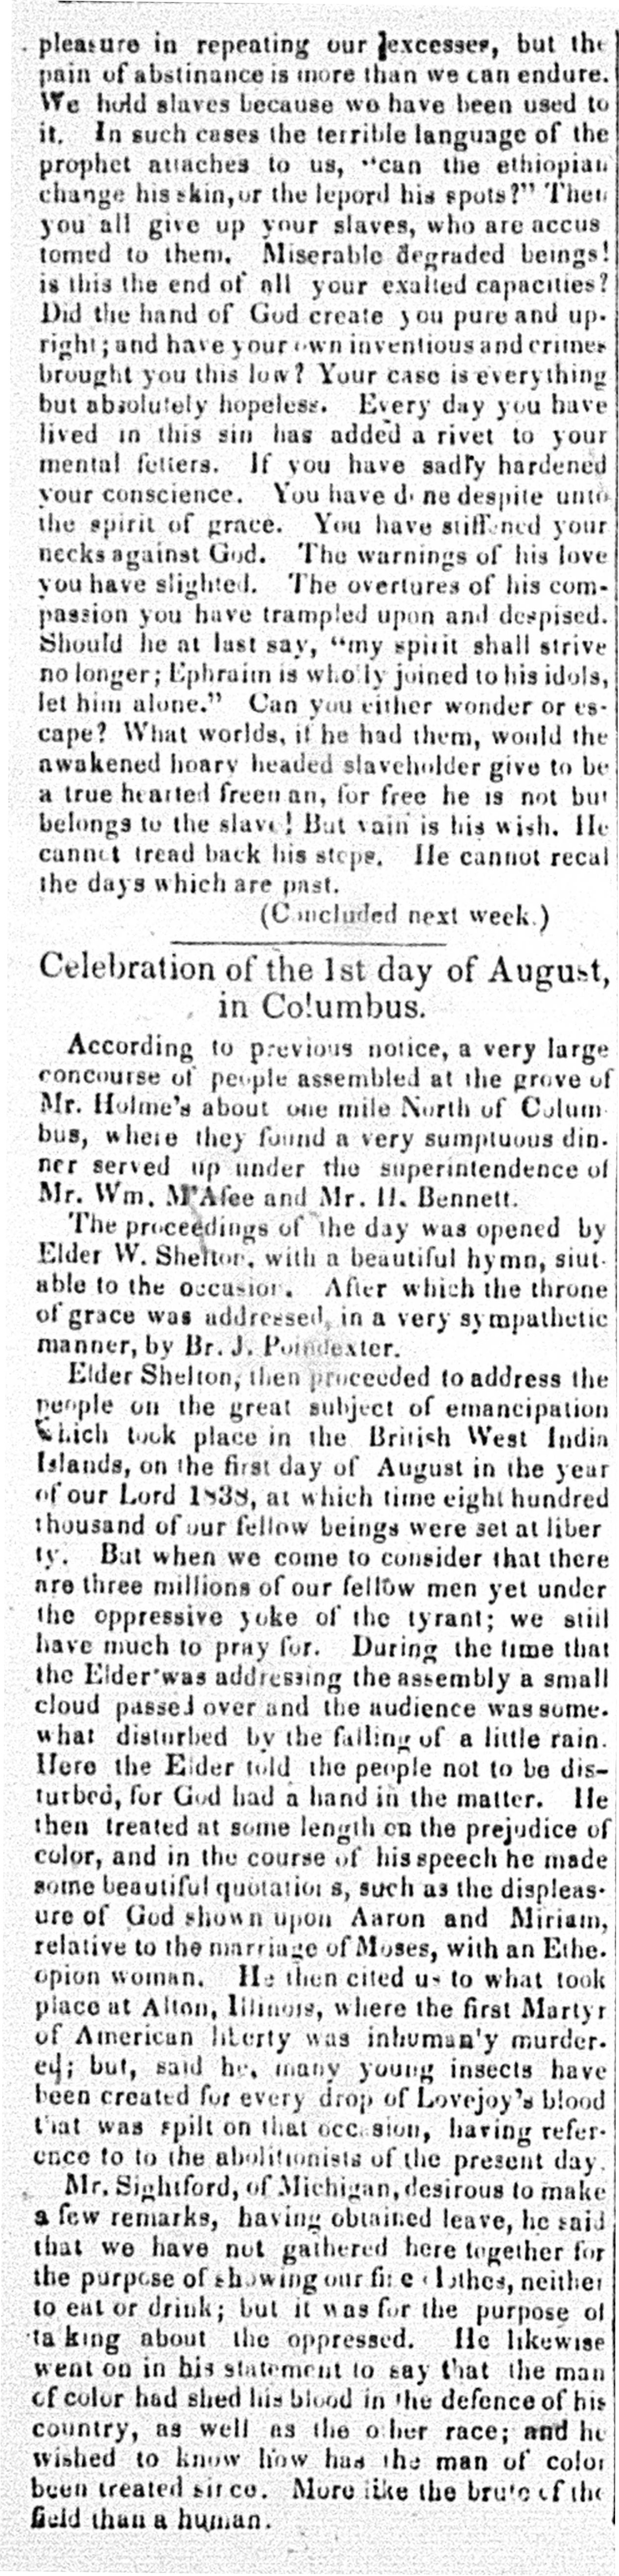 pleasure in repeating our excesses, but the
pain of abstinance is more than we can endure.
We hold slaves because we have been used to
it. In such cases the terrible language of the
prophet attaches to us, "can the ethiopian
change his skin, or the lepord his spots?" Then
you all give up your slaves, who are accus
tomed to them. Miserable degraded beings!
is this the end of all your exalted capacities?
Did the hand of God create you pure and up-
right; and have your own inventious and crimes
brought you this low? Your case is everything
but absolutely hopeless. Every day you have
lived in this sin has added a rivet to your
mental fetters. If you have sadly hardened
your conscience. You have done despite unto
the spirit of grace. You have stiffened your
necks against God. The warnings of his love
you have slighted. The overtures of his com-
passion you have trampled upon and despised.
Should he at last say, "my spirit shall strive
no longer; Ephraim is wholly joined to his idols,
let him alone." Can you either wonder or es-
cape? What worlds, if he had them, would the
awakened hoary headed slaveholder give to be
a true hearted freeman, for free he is not but
belongs to the slave! But vain is his wish. He
cannot tread back his steps. He cannot recal
the days which are past.
(Concluded next week.)
Celebration of the 1st day of August,
in Columbus.
According to previous notice, a very large
concourse of people assembled at the grove of
Mr. Holme's about one mile North of Colum
bus, where they found a very sumptuous din-
ner served up under the superintendence of
Mr. Wm. M'Afee and Mr. H. Bennett.
The proceedings of the day was opened by
Elder W. Shelton, with a beautiful hymn, siut-
able to the occasion. After which the throne
of grace was addressed, in a very sympathetic
manner, by Br. J. Poindexter.
Elder Shelton, then proceeded to address the
people on the great subject of emancipation
which took place in the British West India
Islands, on the first day of August in the year
of our Lord 1838, at which time eight hundred
thousand of our fellow beings were set at liber
ty. But when we come to consider that there
are three millions of our fellow men yet under
the oppressive yoke of the tyrant; we still
have much to pray for. During the time that
the Elder was addressing the assembly a small
cloud passed over and the audience was some-
what disturbed by the falling of a little rain.
Here the Elder told the people not to be dis-
turbed, for God had a hand in the matter. He
then treated at some length on the prejudice of
color, and in the course of his speech he made
some beautiful quotations, such as the displeas-
ure of God shown upon Aaron and Miriam,
relative to the marriage of Moses, with an Ethe-
opion woman. He then cited us to what took
place at Alton, Illinois, where the first Martyr
of American liberty was inhuman'y murder-
ed; but, said he, many young insects have
been created for every drop of Lovejoy's blood
that was spilt on that occasion, having refer-
ence to to the abolitionists of the present day.
Mr. Sightford, of Michigan, desirous to make
a few remarks, having obtained leave, he said
that we have not gathered here together for
the purpose of showing our fine clothes, neither
to eat or drink; but it was for the purpose of
ta king about the oppressed. He likewise
went on in his statement to say that the man
of color had shed his blood in the defence of his
country, as well as the other race; and he
wished to know how has the man of color
been treated since. More like the brute of the
field than a human.